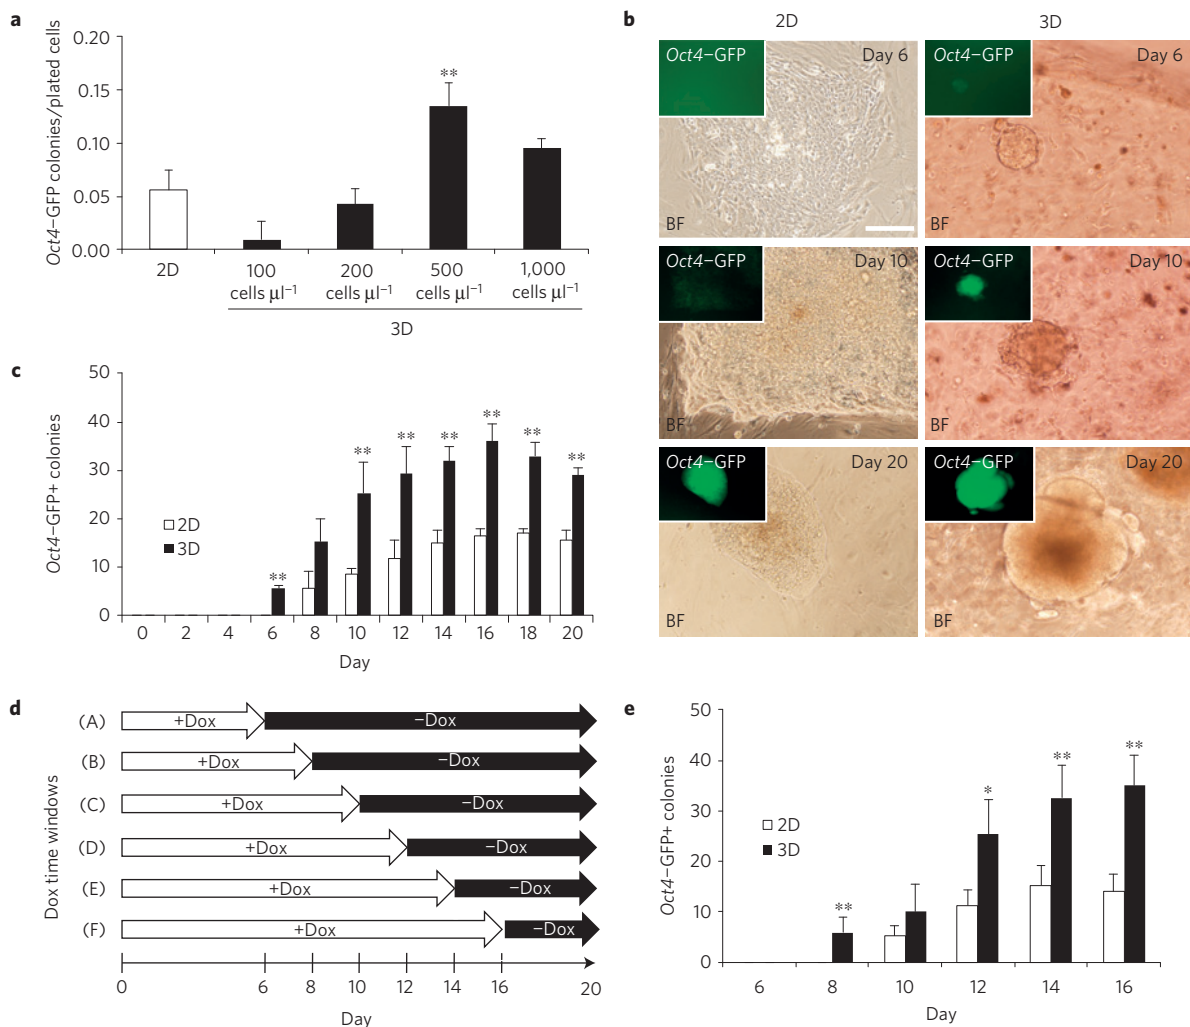 a
Oct4–GFP colonies/plated cells
0.20
0.15
0.10
0.05
0.00
**
2D
100
cells µl⁻¹
200
cells µl⁻¹
500
cells µl⁻¹
1,000
cells µl⁻¹
3D
b
2D
3D
Oct4–GFP
Day 6
BF
Oct4–GFP
Day 6
BF
Oct4–GFP
Day 10
BF
Oct4–GFP
Day 10
BF
Oct4–GFP
Day 20
BF
Oct4–GFP
Day 20
BF
c
Oct4–GFP+ colonies
50
40
30
20
10
0
2D
3D
** ** ** ** ** ** **
0 2 4 6 8 10 12 14 16 18 20
Day
d
Dox time windows
(A) +Dox –Dox
(B) +Dox –Dox
(C) +Dox –Dox
(D) +Dox –Dox
(E) +Dox –Dox
(F) +Dox –Dox
0 6 8 10 12 14 16 20
Day
e
Oct4–GFP+ colonies
50
40
30
20
10
0
2D
3D
** * ** **
6 8 10 12 14 16
Day